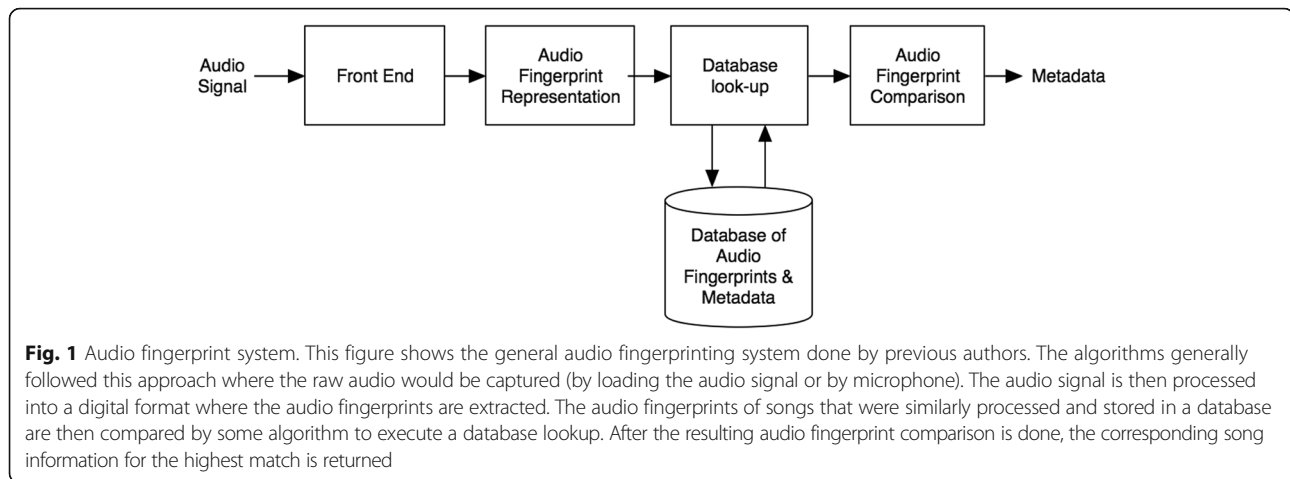 Audio
Signal
Front End
Audio
Fingerprint
Representation
Database
look-up
Audio
Fingerprint
Comparison
Metadata
Database of
Audio
Fingerprints &
Metadata
Fig. 1 Audio fingerprint system. This figure shows the general audio fingerprinting system done by previous authors. The algorithms generally
followed this approach where the raw audio would be captured (by loading the audio signal or by microphone). The audio signal is then processed
into a digital format where the audio fingerprints are extracted. The audio fingerprints of songs that were similarly processed and stored in a database
are then compared by some algorithm to execute a database lookup. After the resulting audio fingerprint comparison is done, the corresponding song
information for the highest match is returned